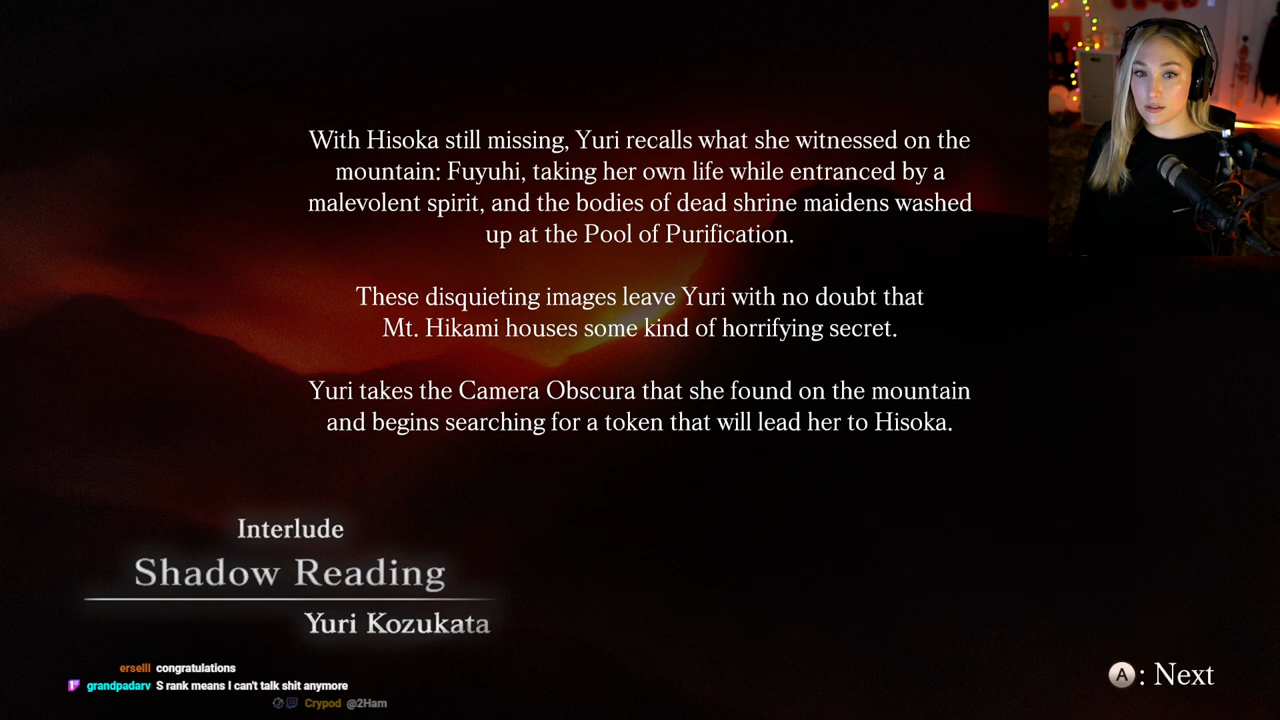 With Hisoka still missing, Yuri recalls what she witnessed on the
mountain: Fuyuhi, taking her own life while entranced by a
malevolent spirit, and the bodies of dead shrine maidens washed
up at the Pool of Purification.
These disquieting images leave Yuri with no doubt that
Mt. Hikami houses some kind of horrifying secret.
Yuri takes the Camera Obscura that she found on the mountain
and begins searching for a token that will lead her to Hisoka.
Interlude
Shadow Reading
Yuri Kozukata
erselll congratulations
grandpadarv S rank means I can't talk shit anymore
Crypod @2Ham
A: Next